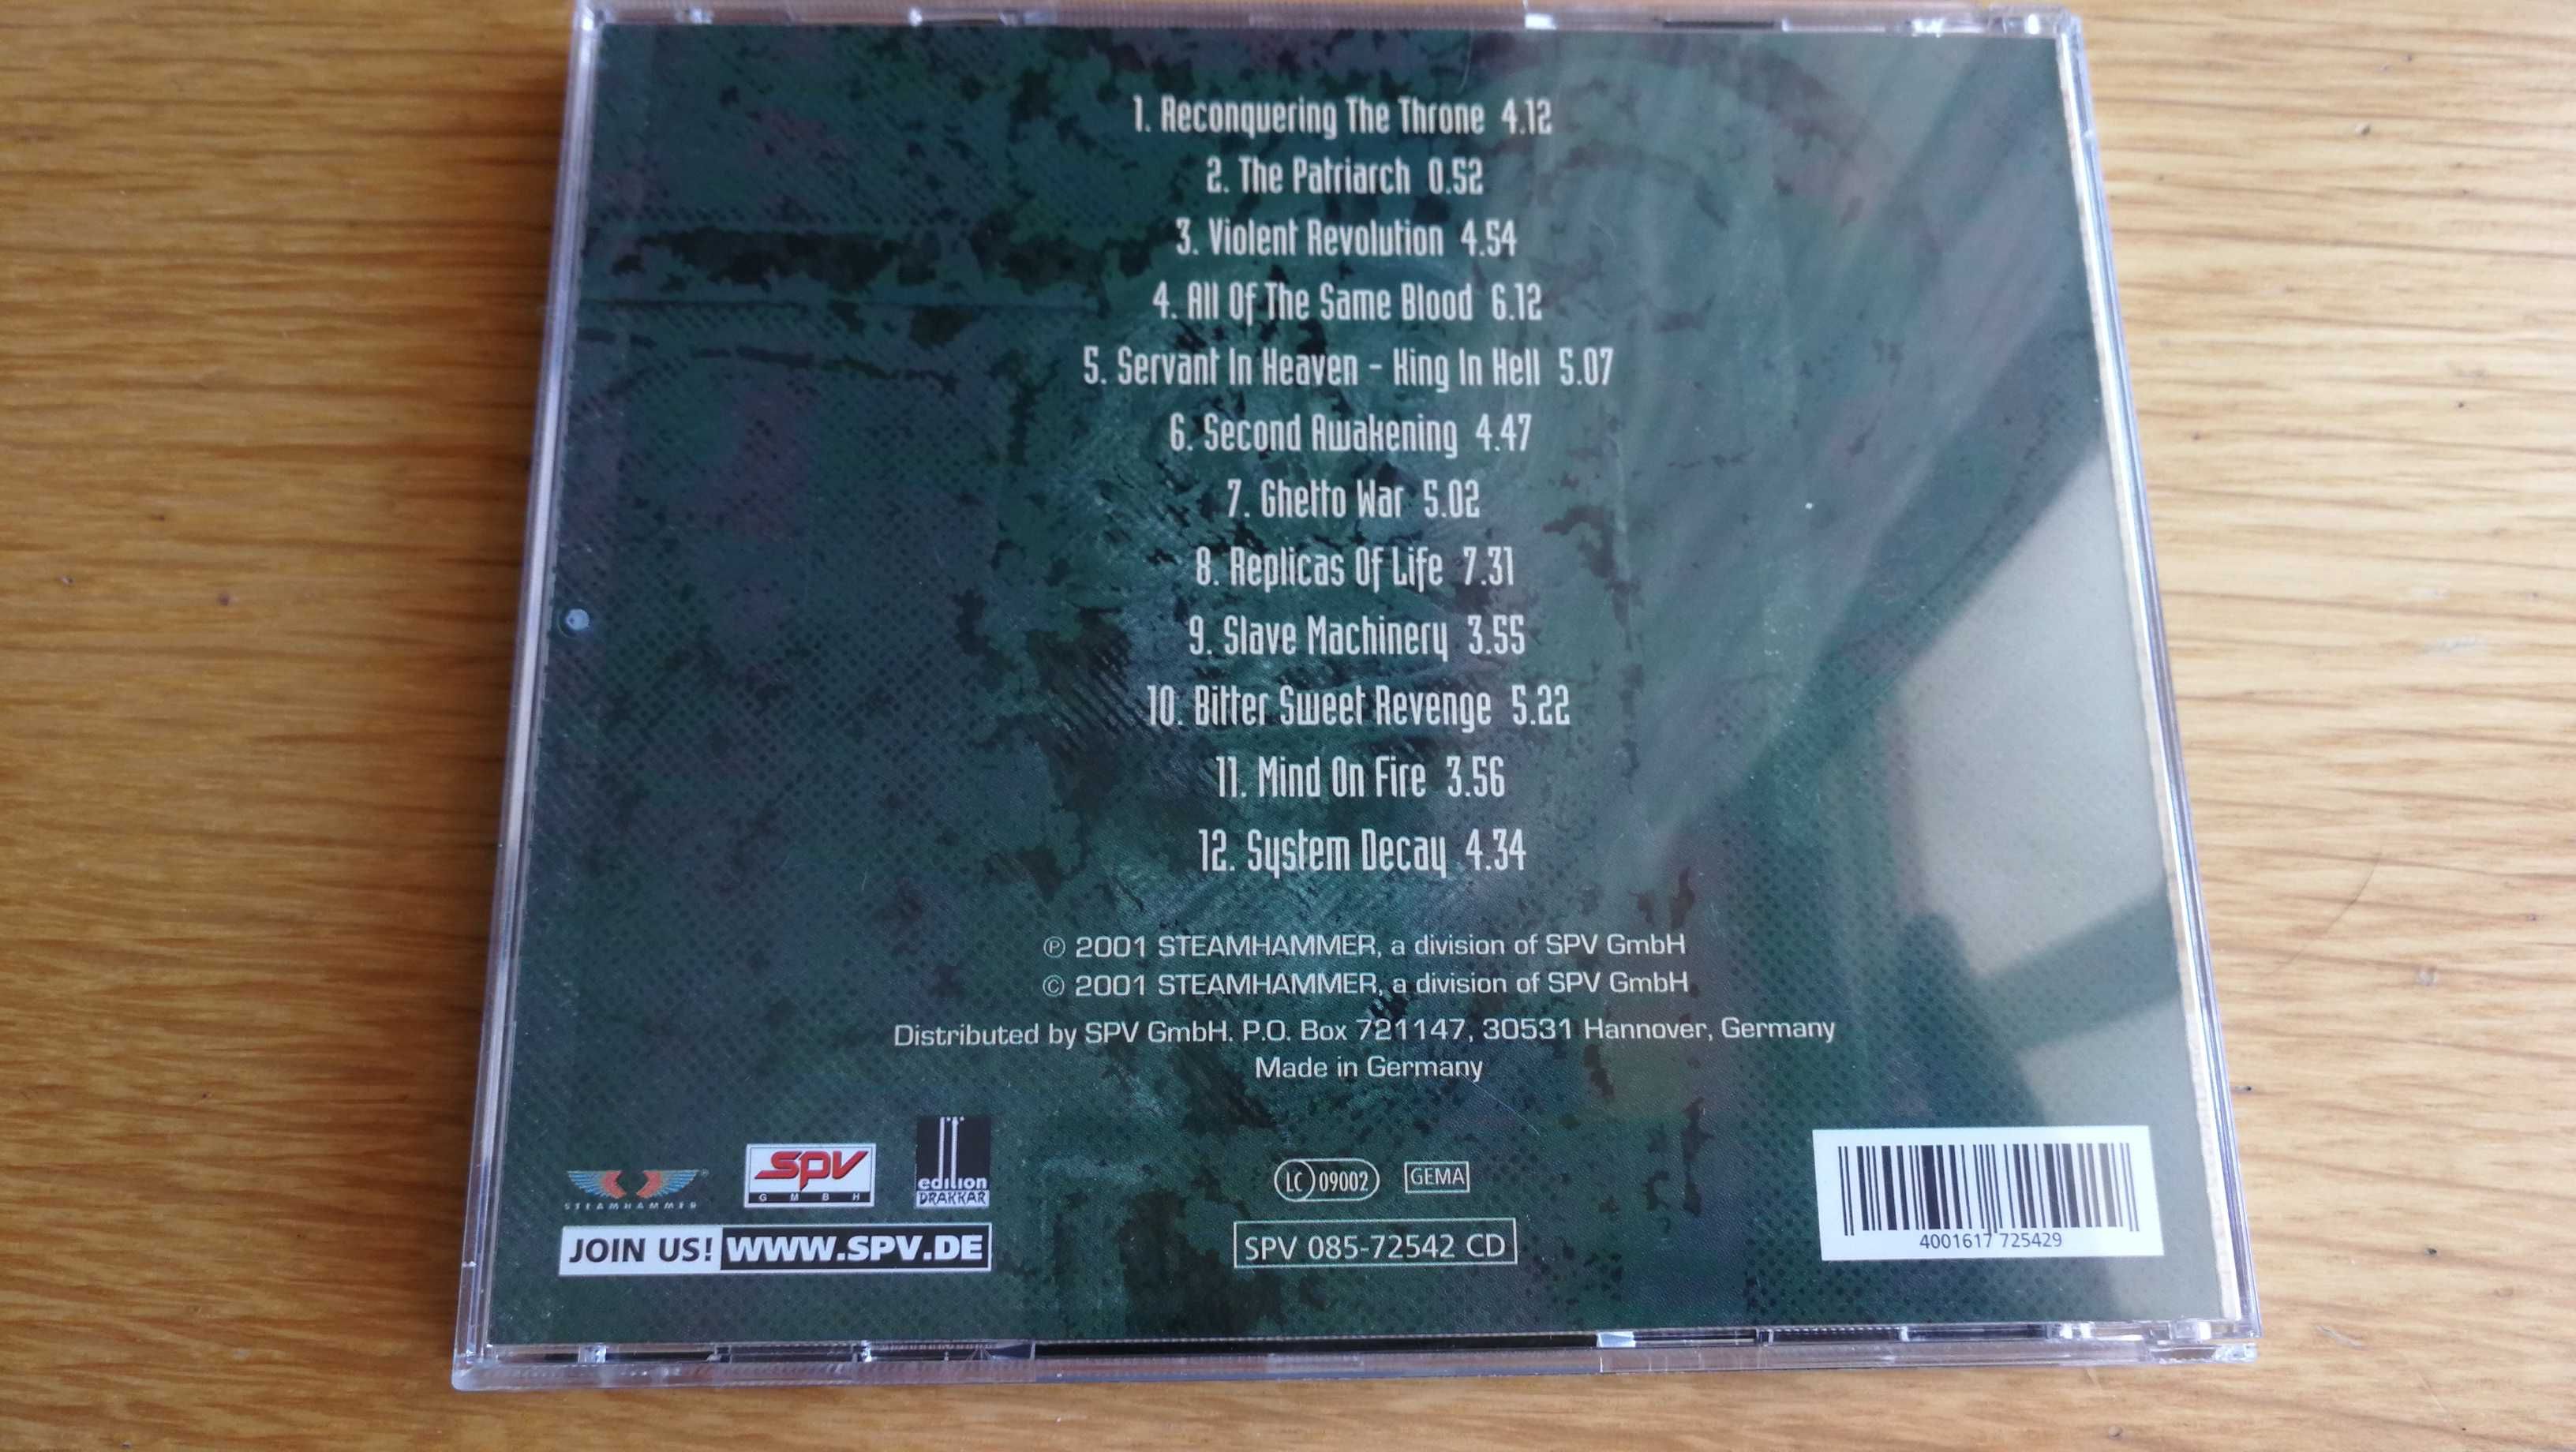 1. Reconquering The Throne 4.12
2. The Patriarch 0.52
3. Violent Revolution 4.54
4. All Of The Same Blood 6.12
5. Servant In Heaven - King In Hell 5.07
6. Second Awakening 4.47
7. Ghetto War 5.02
8. Replicas Of Life 7.31
9. Slave Machinery 3.55
10. Bitter Sweet Revenge 5.22
11. Mind On Fire 3.56
12. System Decay 4.34
℗ 2001 STEAMHAMMER, a division of SPV GmbH
© 2001 STEAMHAMMER, a division of SPV GmbH
Distributed by SPV GmbH. P.O. Box 721147, 30531 Hannover, Germany
Made in Germany
STEAMHAMMER
SPV
GMBH
edition
DRAKKAR
LC 09002
GEMA
JOIN US! WWW.SPV.DE
SPV 085-72542 CD
4001617 725429